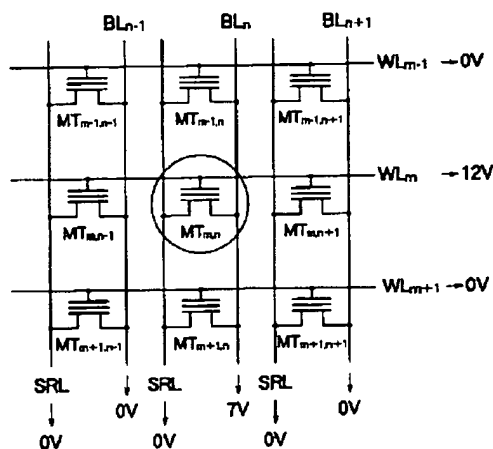 BLn-1 BLn BLn+1
WLm-1 → 0V
MTm-1,n-1 MTm-1,n MTm-1,n+1
WLm → 12V
MTm,n-1 MTm,n MTm,n+1
WLm+1 → 0V
MTm+1,n-1 MTm+1,n MTm+1,n+1
SRL SRL SRL
0V 7V 0V
0V 0V 0V